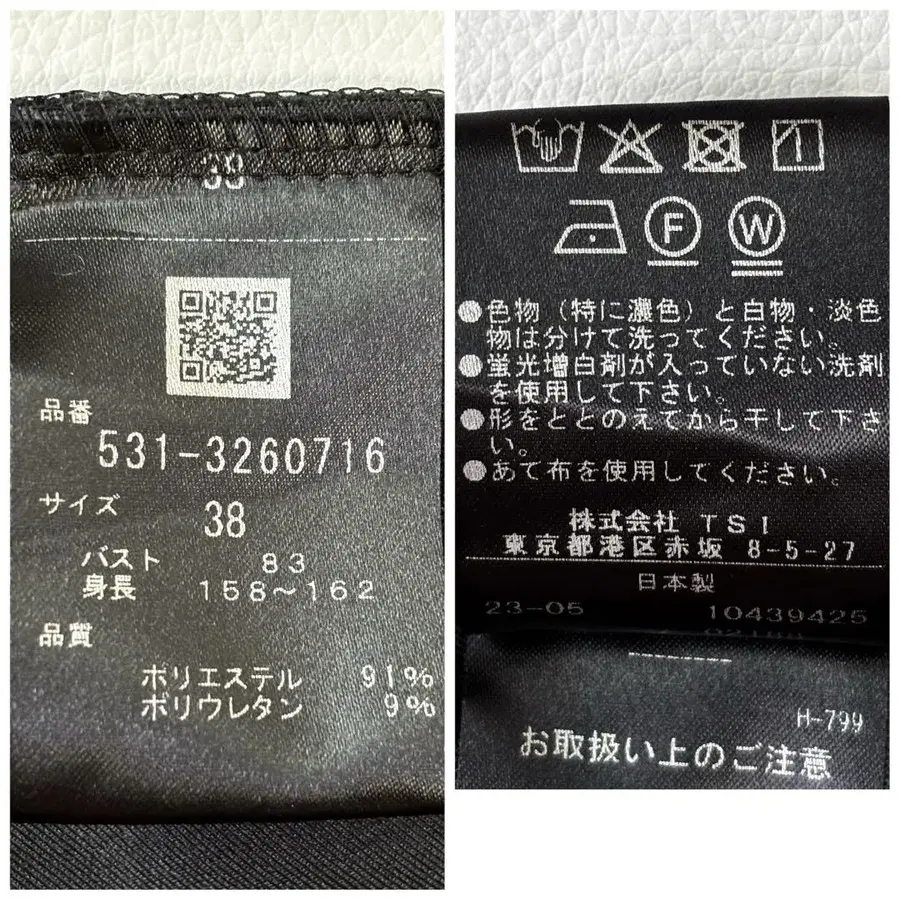 38
品番
531-3260716
サイズ
38
バスト 83
身長 158～162
品質
ポリエステル 91%
ポリウレタン 9%
F W
●色物（特に濃色）と白物・淡色
物は分けて洗ってください。
●蛍光増白剤が入っていない洗剤
を使用して下さい。
●形をととのえてから干して下さ
い。
●あて布を使用してください。
株式会社 TSI
東京都港区赤坂 8-5-27
日本製
23-05 10439425
H-799
お取扱い上のご注意